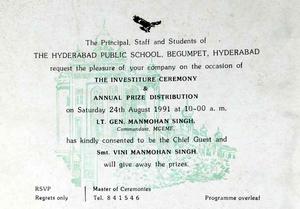 The Principal, Staff and Students of
THE HYDERABAD PUBLIC SCHOOL, BEGUMPET, HYDERABAD
request the pleasure of your company on the occasion of
THE INVESTITURE CEREMONY
&
ANNUAL PRIZE DISTRIBUTION
on Saturday 24th August 1991 at 10-00 a. m.
LT. GEN. MANMOHAN SINGH,
Commandant, MCEME.
has kindly consented to be the Chief Guest and
Smt. VINI MANMOHAN SINGH
will give away the prizes.
RSVP
Regrets only
Master of Ceremonies
Tel. 841546
Programme overleaf